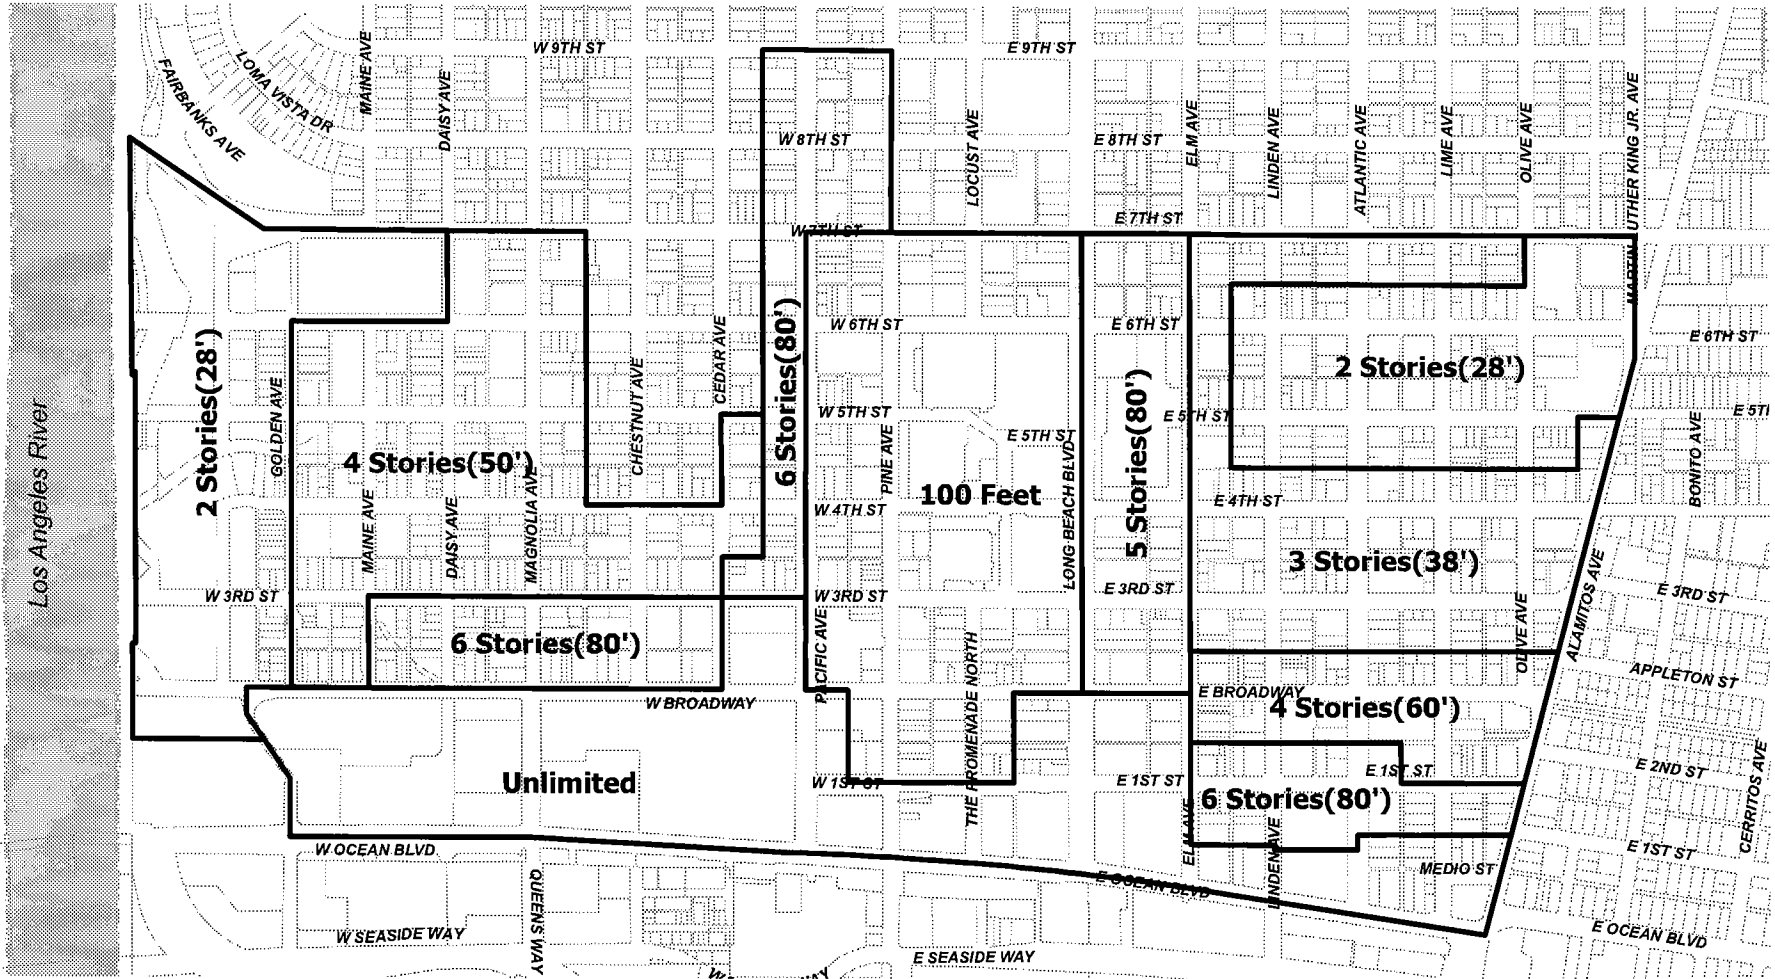 W 9TH ST
E 9TH ST
LOMA VISTA DR
FAIRBANKS AVE
MAINE AVE
DAISY AVE
W 8TH ST
LOCUST AVE
E 8TH ST
ELM AVE
LINDEN AVE
ATLANTIC AVE
LIME AVE
OLIVE AVE
MARTIN LUTHER KING JR. AVE
W 7TH ST
E 7TH ST
W 6TH ST
E 6TH ST
E 6TH ST
2 Stories(28')
GOLDEN AVE
4 Stories(50')
CHESTNUT AVE
CEDAR AVE
6 Stories(80')
W 5TH ST
PINE AVE
E 5TH ST
LONG BEACH BLVD
5 Stories(80')
E 5TH ST
2 Stories(28')
BONITO AVE
E 5T
Los Angeles River
MAINE AVE
DAISY AVE
MAGNOLIA AVE
W 4TH ST
100 Feet
E 4TH ST
3 Stories(38')
W 3RD ST
W 3RD ST
E 3RD ST
OLIVE AVE
ALAMITOS AVE
E 3RD ST
6 Stories(80')
PACIFIC AVE
THE PROMENADE NORTH
W BROADWAY
E BROADWAY
4 Stories(60')
APPLETON ST
Unlimited
W 1ST ST
E 1ST ST
E 1ST ST
E 2ND ST
6 Stories(80')
ELM AVE
LINDEN AVE
CERRITOS AVE
W OCEAN BLVD
E OCEAN BLVD
MEDIO ST
E 1ST ST
QUEENS WAY
W SEASIDE WAY
E SEASIDE WAY
E OCEAN BLVD